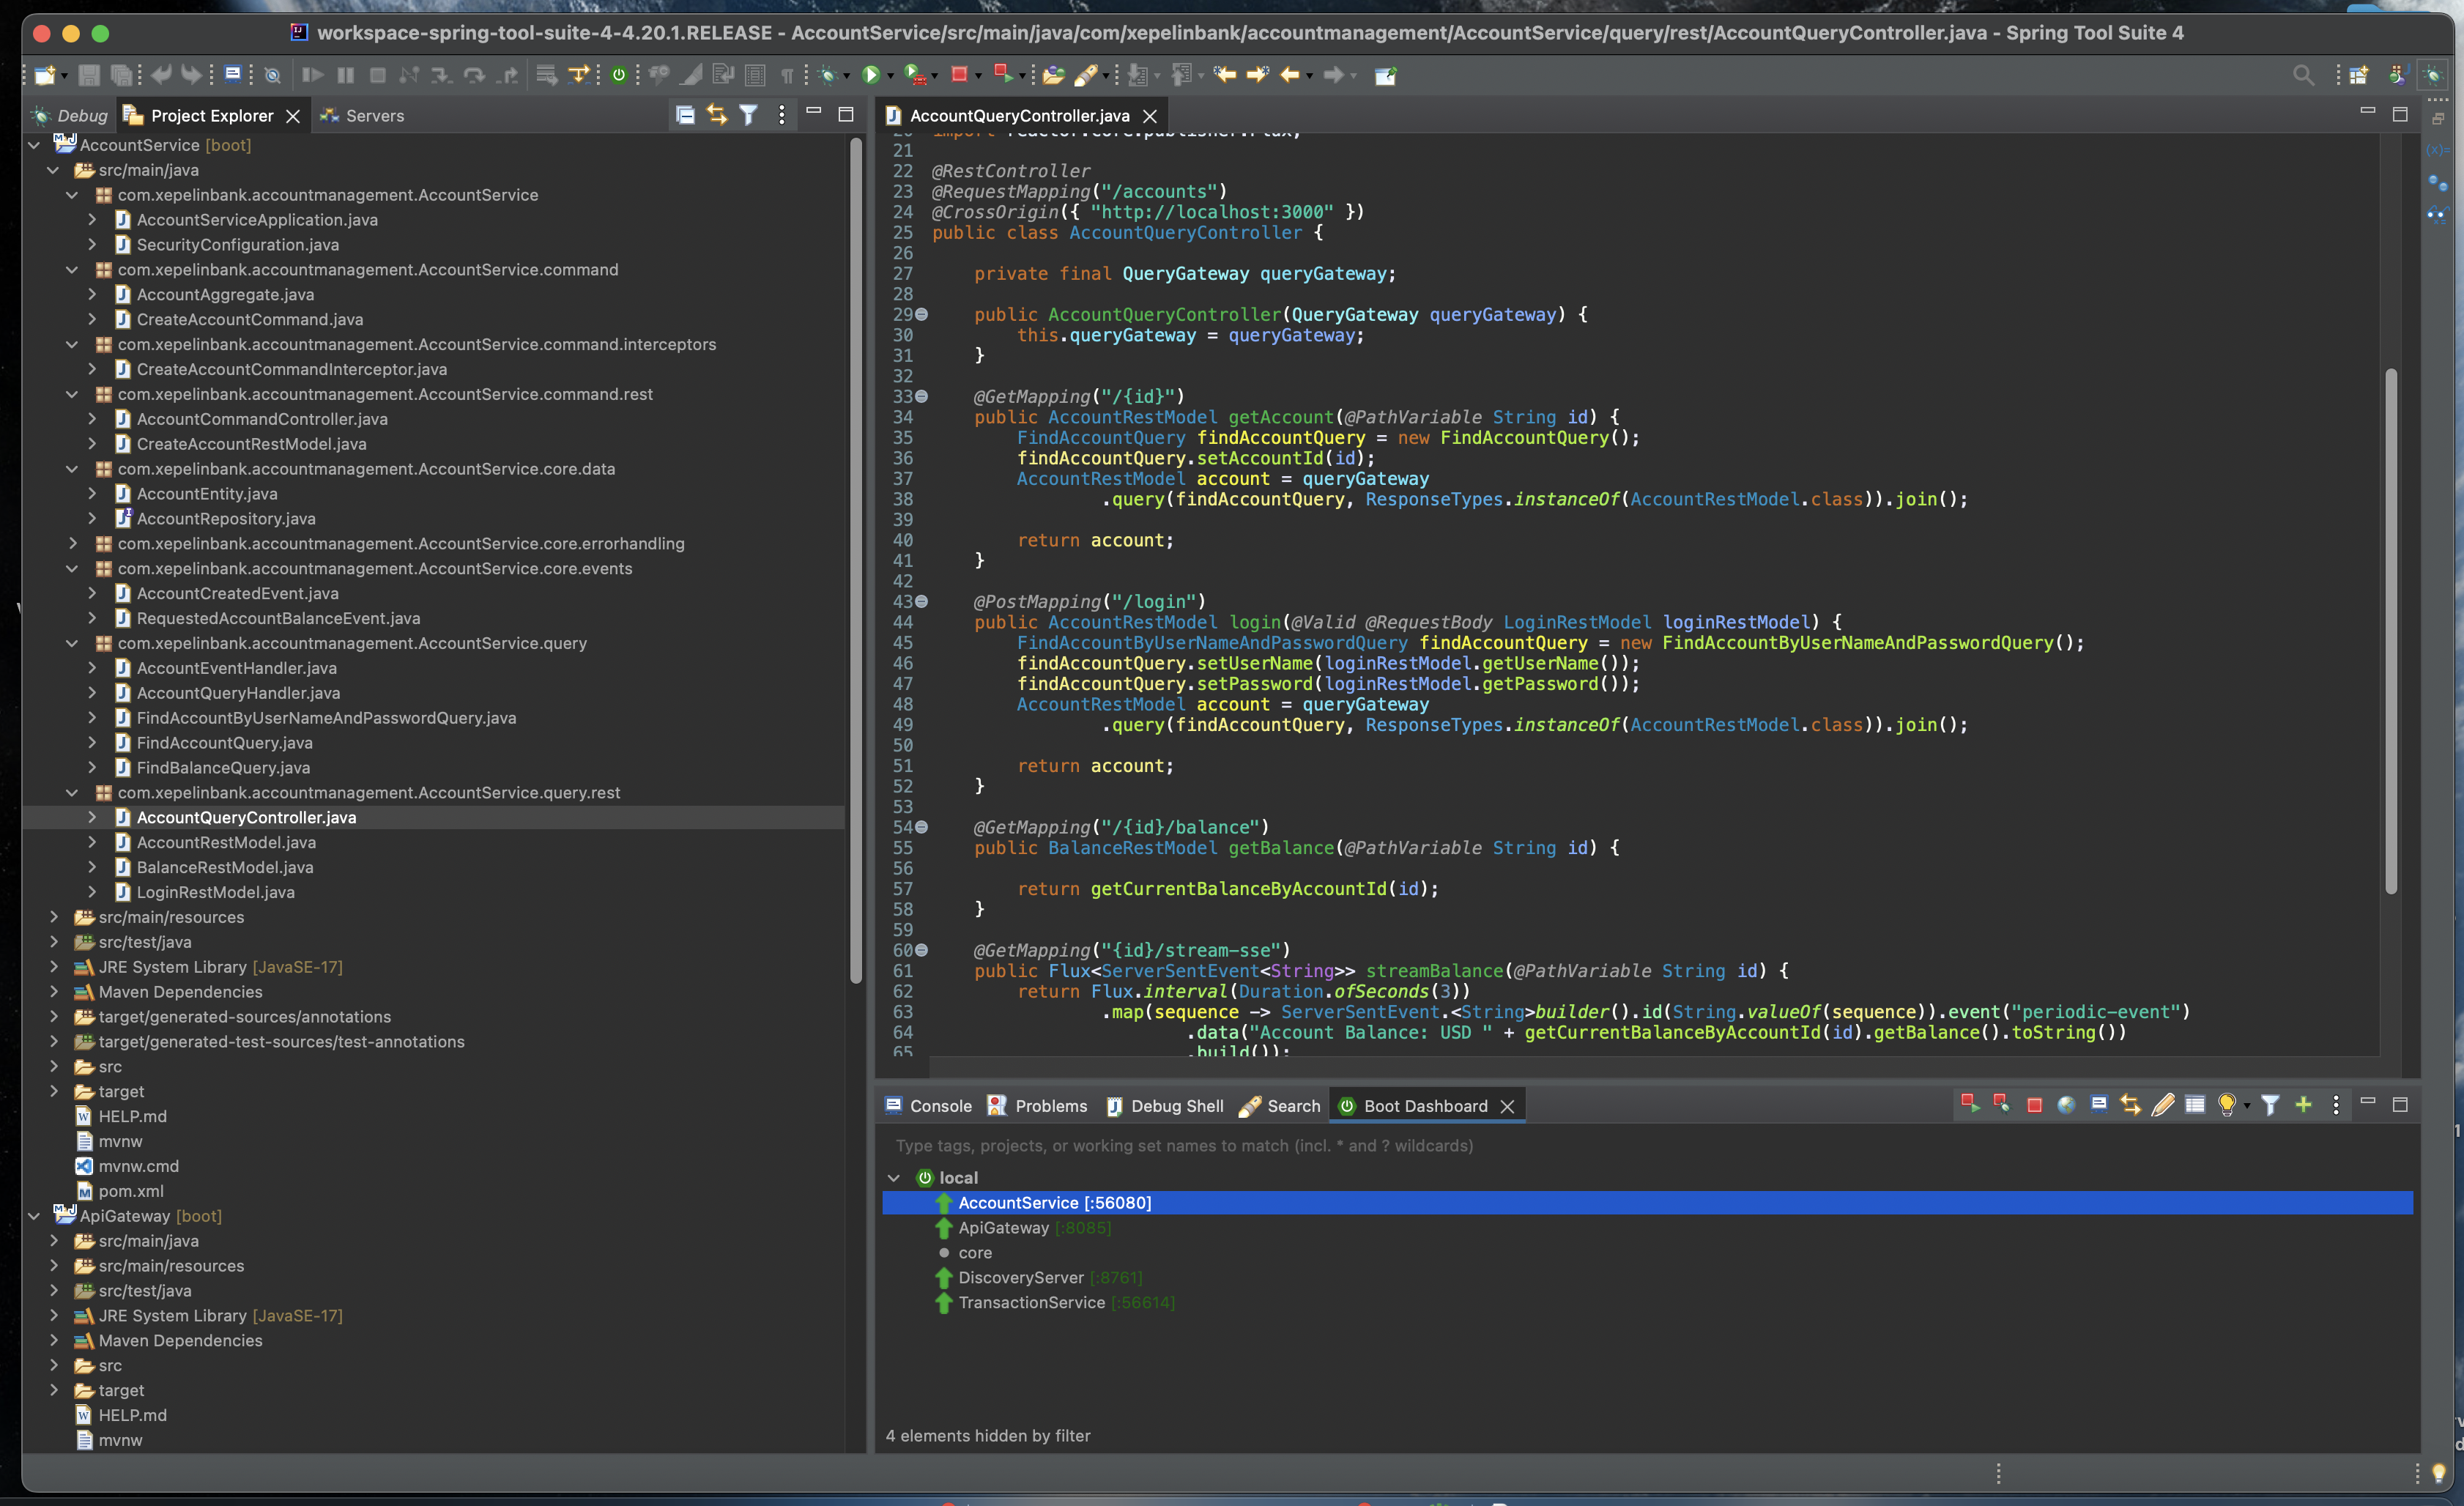 workspace-spring-tool-suite-4-4.20.1.RELEASE - AccountService/src/main/java/com/xepelinbank/accountmanagement/AccountService/query/rest/AccountQueryController.java - Spring Tool Suite 4
Debug
Project Explorer
Servers
AccountService [boot]
src/main/java
com.xepelinbank.accountmanagement.AccountService
AccountServiceApplication.java
SecurityConfiguration.java
com.xepelinbank.accountmanagement.AccountService.command
AccountAggregate.java
CreateAccountCommand.java
com.xepelinbank.accountmanagement.AccountService.command.interceptors
CreateAccountCommandInterceptor.java
com.xepelinbank.accountmanagement.AccountService.command.rest
AccountCommandController.java
CreateAccountRestModel.java
com.xepelinbank.accountmanagement.AccountService.core.data
AccountEntity.java
AccountRepository.java
com.xepelinbank.accountmanagement.AccountService.core.errorhandling
com.xepelinbank.accountmanagement.AccountService.core.events
AccountCreatedEvent.java
RequestedAccountBalanceEvent.java
com.xepelinbank.accountmanagement.AccountService.query
AccountEventHandler.java
AccountQueryHandler.java
FindAccountByUserNameAndPasswordQuery.java
FindAccountQuery.java
FindBalanceQuery.java
com.xepelinbank.accountmanagement.AccountService.query.rest
AccountQueryController.java
AccountRestModel.java
BalanceRestModel.java
LoginRestModel.java
src/main/resources
src/test/java
JRE System Library [JavaSE-17]
Maven Dependencies
target/generated-sources/annotations
target/generated-test-sources/test-annotations
src
target
HELP.md
mvnw
mvnw.cmd
pom.xml
ApiGateway [boot]
src/main/java
src/main/resources
src/test/java
JRE System Library [JavaSE-17]
Maven Dependencies
src
target
HELP.md
mvnw
AccountQueryController.java
20 import reactor.core.publisher.Flux;
21
22 @RestController
23 @RequestMapping("/accounts")
24 @CrossOrigin({ "http://localhost:3000" })
25 public class AccountQueryController {
26
27 private final QueryGateway queryGateway;
28
29 public AccountQueryController(QueryGateway queryGateway) {
30 this.queryGateway = queryGateway;
31 }
32
33 @GetMapping("/{id}")
34 public AccountRestModel getAccount(@PathVariable String id) {
35 FindAccountQuery findAccountQuery = new FindAccountQuery();
36 findAccountQuery.setAccountId(id);
37 AccountRestModel account = queryGateway
38 .query(findAccountQuery, ResponseTypes.instanceOf(AccountRestModel.class)).join();
39
40 return account;
41 }
42
43 @PostMapping("/login")
44 public AccountRestModel login(@Valid @RequestBody LoginRestModel loginRestModel) {
45 FindAccountByUserNameAndPasswordQuery findAccountQuery = new FindAccountByUserNameAndPasswordQuery();
46 findAccountQuery.setUserName(loginRestModel.getUserName());
47 findAccountQuery.setPassword(loginRestModel.getPassword());
48 AccountRestModel account = queryGateway
49 .query(findAccountQuery, ResponseTypes.instanceOf(AccountRestModel.class)).join();
50
51 return account;
52 }
53
54 @GetMapping("/{id}/balance")
55 public BalanceRestModel getBalance(@PathVariable String id) {
56
57 return getCurrentBalanceByAccountId(id);
58 }
59
60 @GetMapping("{id}/stream-sse")
61 public Flux<ServerSentEvent<String>> streamBalance(@PathVariable String id) {
62 return Flux.interval(Duration.ofSeconds(3))
63 .map(sequence -> ServerSentEvent.<String>builder().id(String.valueOf(sequence)).event("periodic-event")
64 .data("Account Balance: USD " + getCurrentBalanceByAccountId(id).getBalance().toString())
65 .build());
Console
Problems
Debug Shell
Search
Boot Dashboard
Type tags, projects, or working set names to match (incl. * and ? wildcards)
local
AccountService [:56080]
ApiGateway [:8085]
core
DiscoveryServer [:8761]
TransactionService [:56614]
4 elements hidden by filter